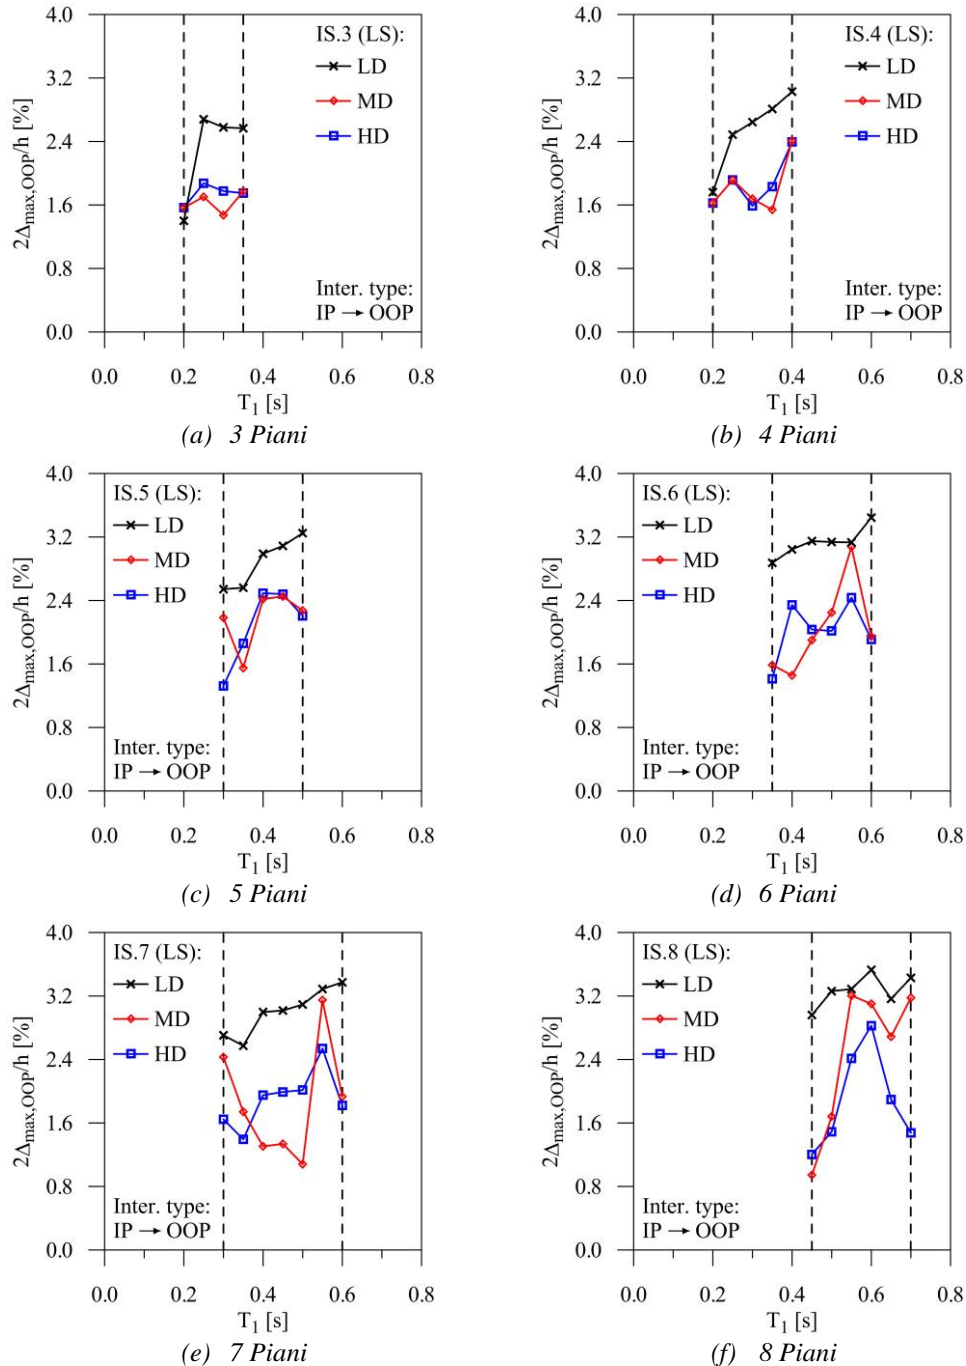 4.0
3.2
2.4
1.6
0.8
0.0
2Δmax,OOP/h [%]
IS.3 (LS):
LD
MD
HD
Inter. type:
IP → OOP
0.0 0.2 0.4 0.6 0.8
T1 [s]
(a) 3 Piani
4.0
3.2
2.4
1.6
0.8
0.0
2Δmax,OOP/h [%]
IS.4 (LS):
LD
MD
HD
Inter. type:
IP → OOP
0.0 0.2 0.4 0.6 0.8
T1 [s]
(b) 4 Piani
4.0
3.2
2.4
1.6
0.8
0.0
2Δmax,OOP/h [%]
IS.5 (LS):
LD
MD
HD
Inter. type:
IP → OOP
0.0 0.2 0.4 0.6 0.8
T1 [s]
(c) 5 Piani
4.0
3.2
2.4
1.6
0.8
0.0
2Δmax,OOP/h [%]
IS.6 (LS):
LD
MD
HD
Inter. type:
IP → OOP
0.0 0.2 0.4 0.6 0.8
T1 [s]
(d) 6 Piani
4.0
3.2
2.4
1.6
0.8
0.0
2Δmax,OOP/h [%]
IS.7 (LS):
LD
MD
HD
Inter. type:
IP → OOP
0.0 0.2 0.4 0.6 0.8
T1 [s]
(e) 7 Piani
4.0
3.2
2.4
1.6
0.8
0.0
2Δmax,OOP/h [%]
IS.8 (LS):
LD
MD
HD
Inter. type:
IP → OOP
0.0 0.2 0.4 0.6 0.8
T1 [s]
(f) 8 Piani